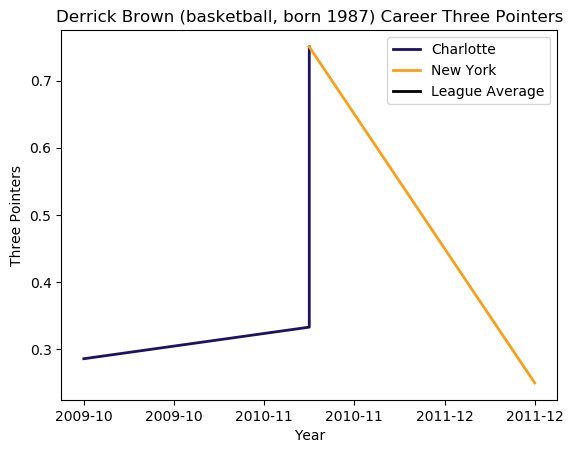 Derrick Brown (basketball, born 1987) Career Three Pointers
Charlotte
New York
League Average
Three Pointers
0.7
0.6
0.5
0.4
0.3
2009-10 2009-10 2010-11 2010-11 2011-12 2011-12
Year